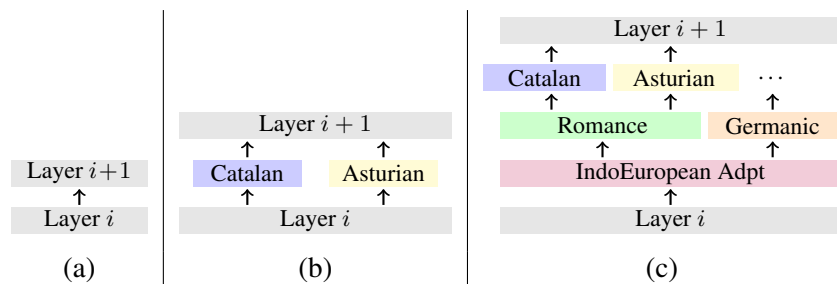 Layer i+1
Layer i
(a)
Layer i + 1
Catalan Asturian
Layer i
(b)
Layer i + 1
Catalan Asturian ...
Romance Germanic
IndoEuropean Adpt
Layer i
(c)